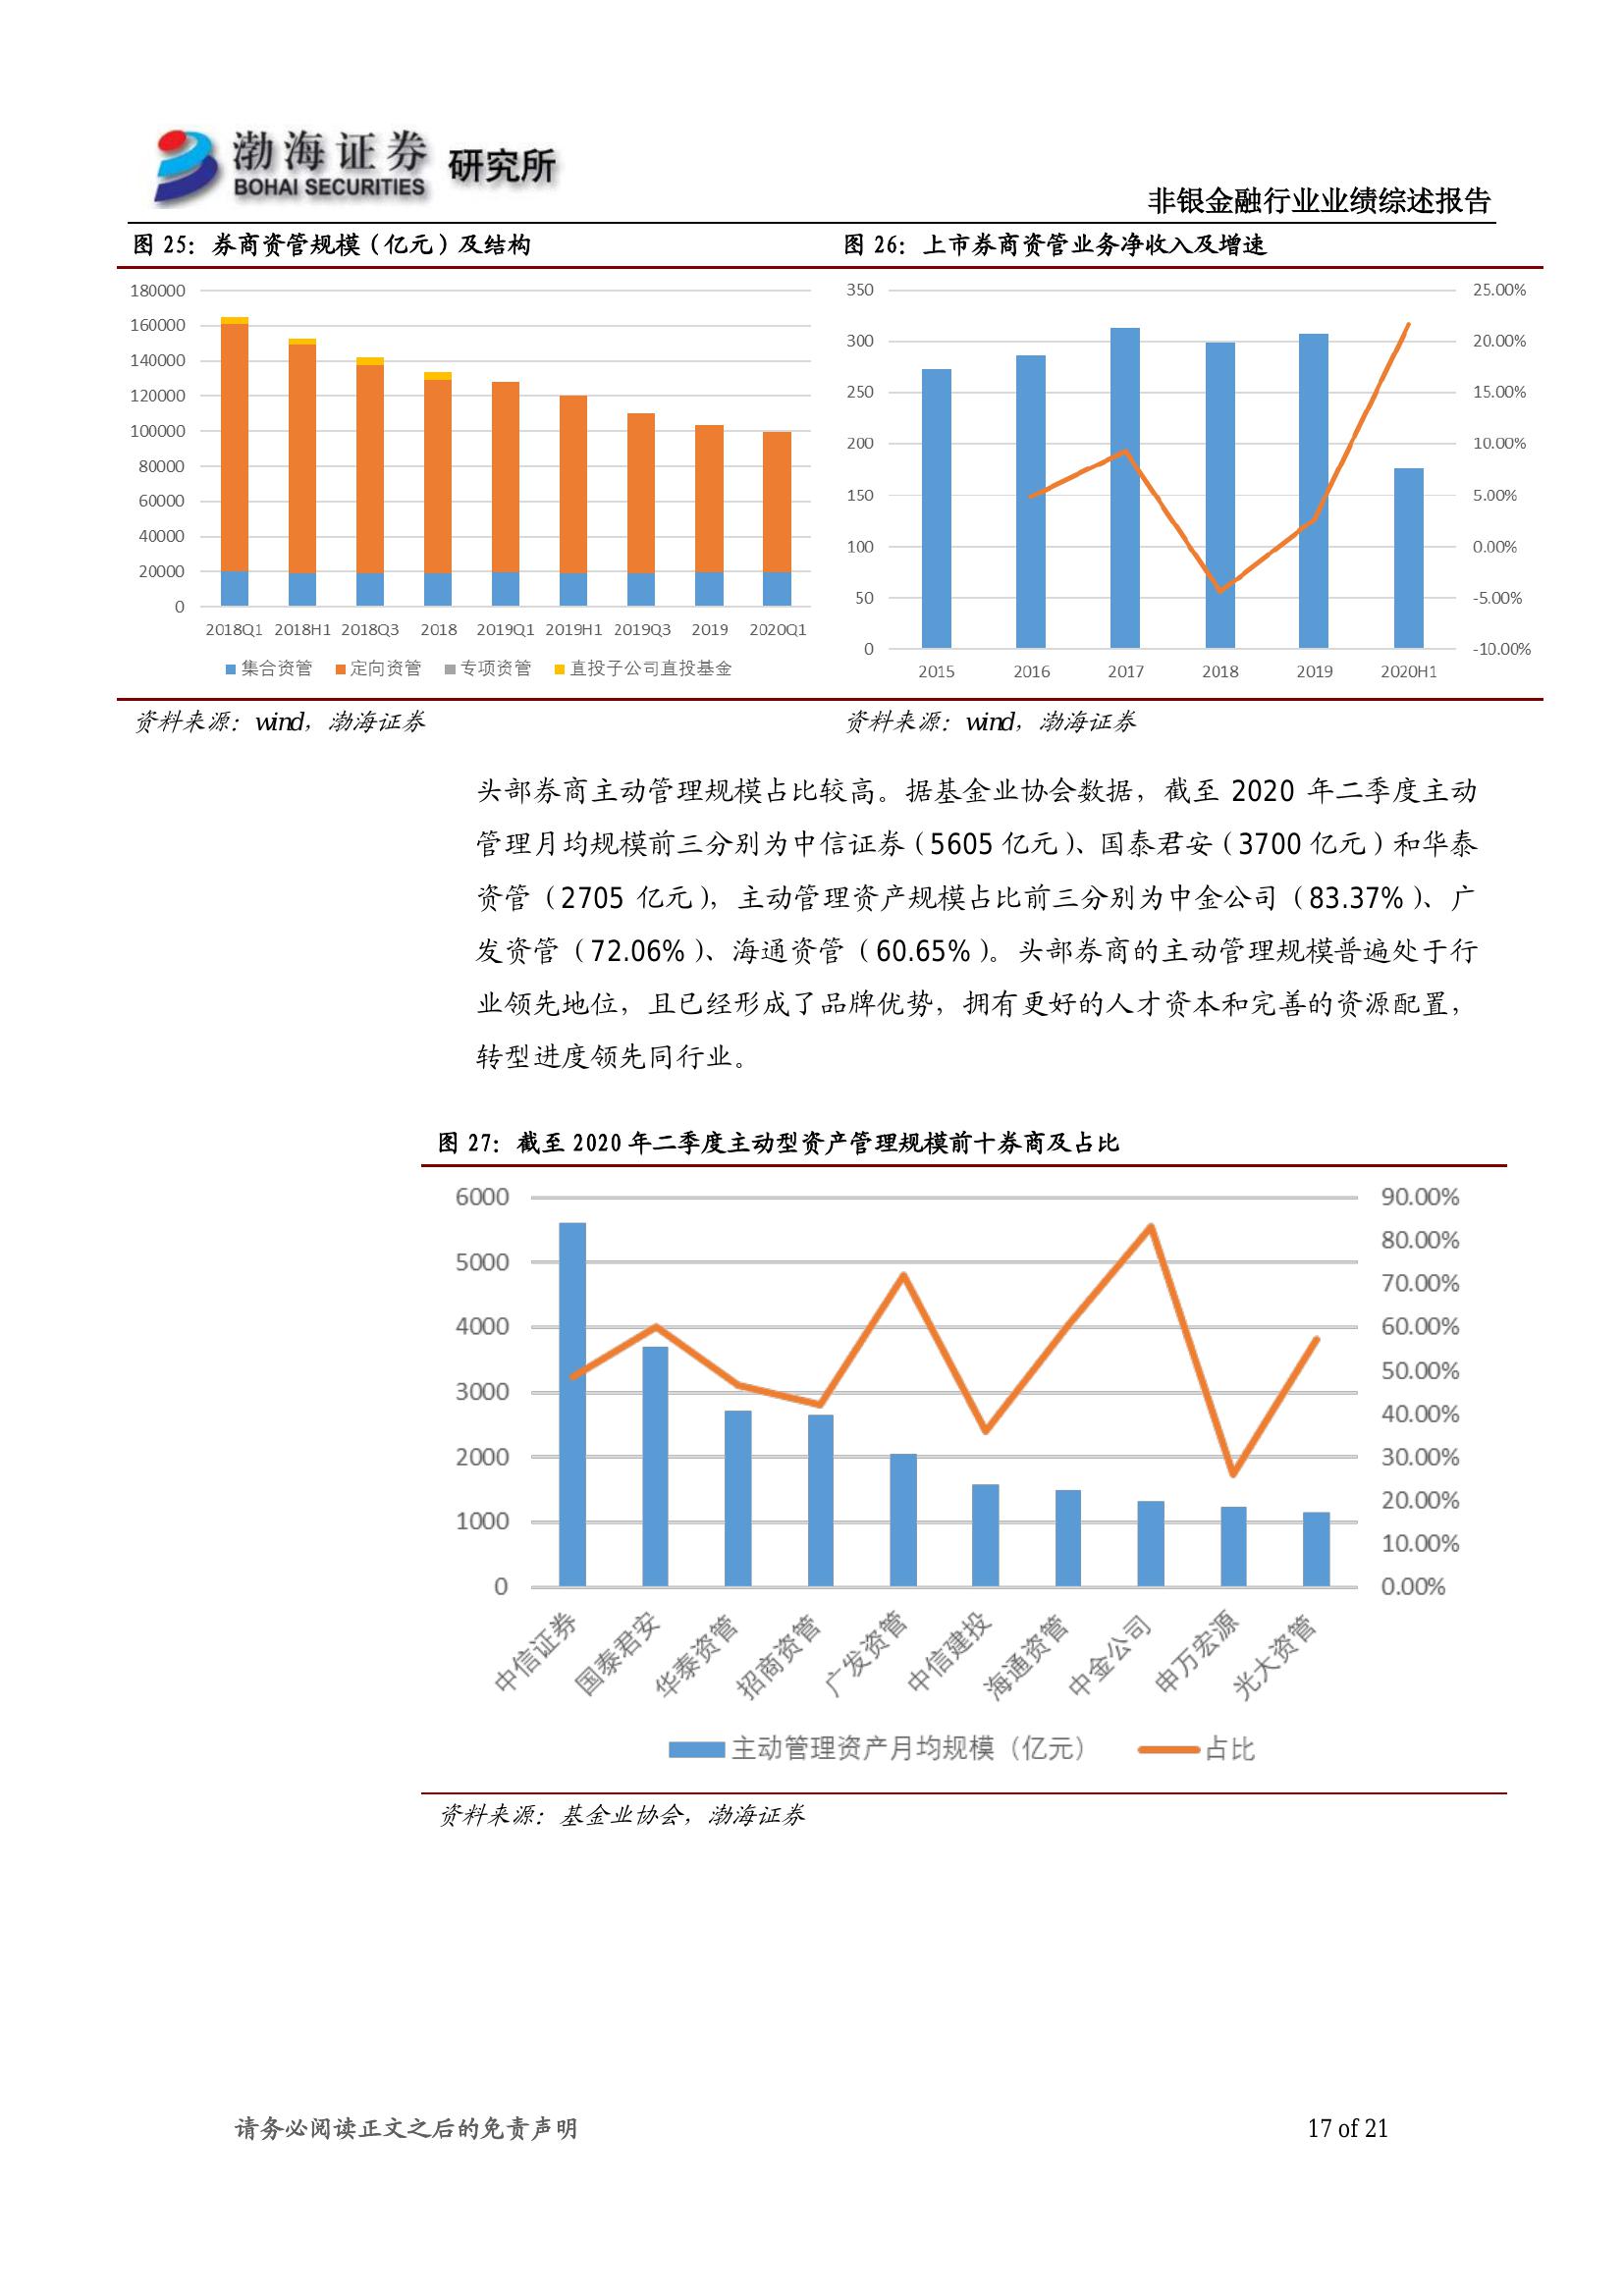 渤海证券 研究所
BOHAI SECURITIES
非银金融行业业绩综述报告
图 25：券商资管规模（亿元）及结构
180000
160000
140000
120000
100000
80000
60000
40000
20000
0
2018Q1 2018H1 2018Q3 2018 2019Q1 2019H1 2019Q3 2019 2020Q1
集合资管 定向资管 专项资管 直投子公司直投基金
资料来源：wind，渤海证券
图 26：上市券商资管业务净收入及增速
350
300
250
200
150
100
50
0
25.00%
20.00%
15.00%
10.00%
5.00%
0.00%
-5.00%
-10.00%
2015 2016 2017 2018 2019 2020H1
资料来源：wind，渤海证券
头部券商主动管理规模占比较高。据基金业协会数据，截至 2020 年二季度主动
管理月均规模前三分别为中信证券（5605 亿元）、国泰君安（3700 亿元）和华泰
资管（2705 亿元），主动管理资产规模占比前三分别为中金公司（83.37%）、广
发资管（72.06%）、海通资管（60.65%）。头部券商的主动管理规模普遍处于行
业领先地位，且已经形成了品牌优势，拥有更好的人才资本和完善的资源配置，
转型进度领先同行业。
图 27：截至 2020 年二季度主动型资产管理规模前十券商及占比
6000
5000
4000
3000
2000
1000
0
90.00%
80.00%
70.00%
60.00%
50.00%
40.00%
30.00%
20.00%
10.00%
0.00%
中信证券 国泰君安 华泰资管 招商资管 广发资管 中信建投 海通资管 中金公司 申万宏源 光大资管
主动管理资产月均规模（亿元） 占比
资料来源：基金业协会，渤海证券
请务必阅读正文之后的免责声明
17 of 21